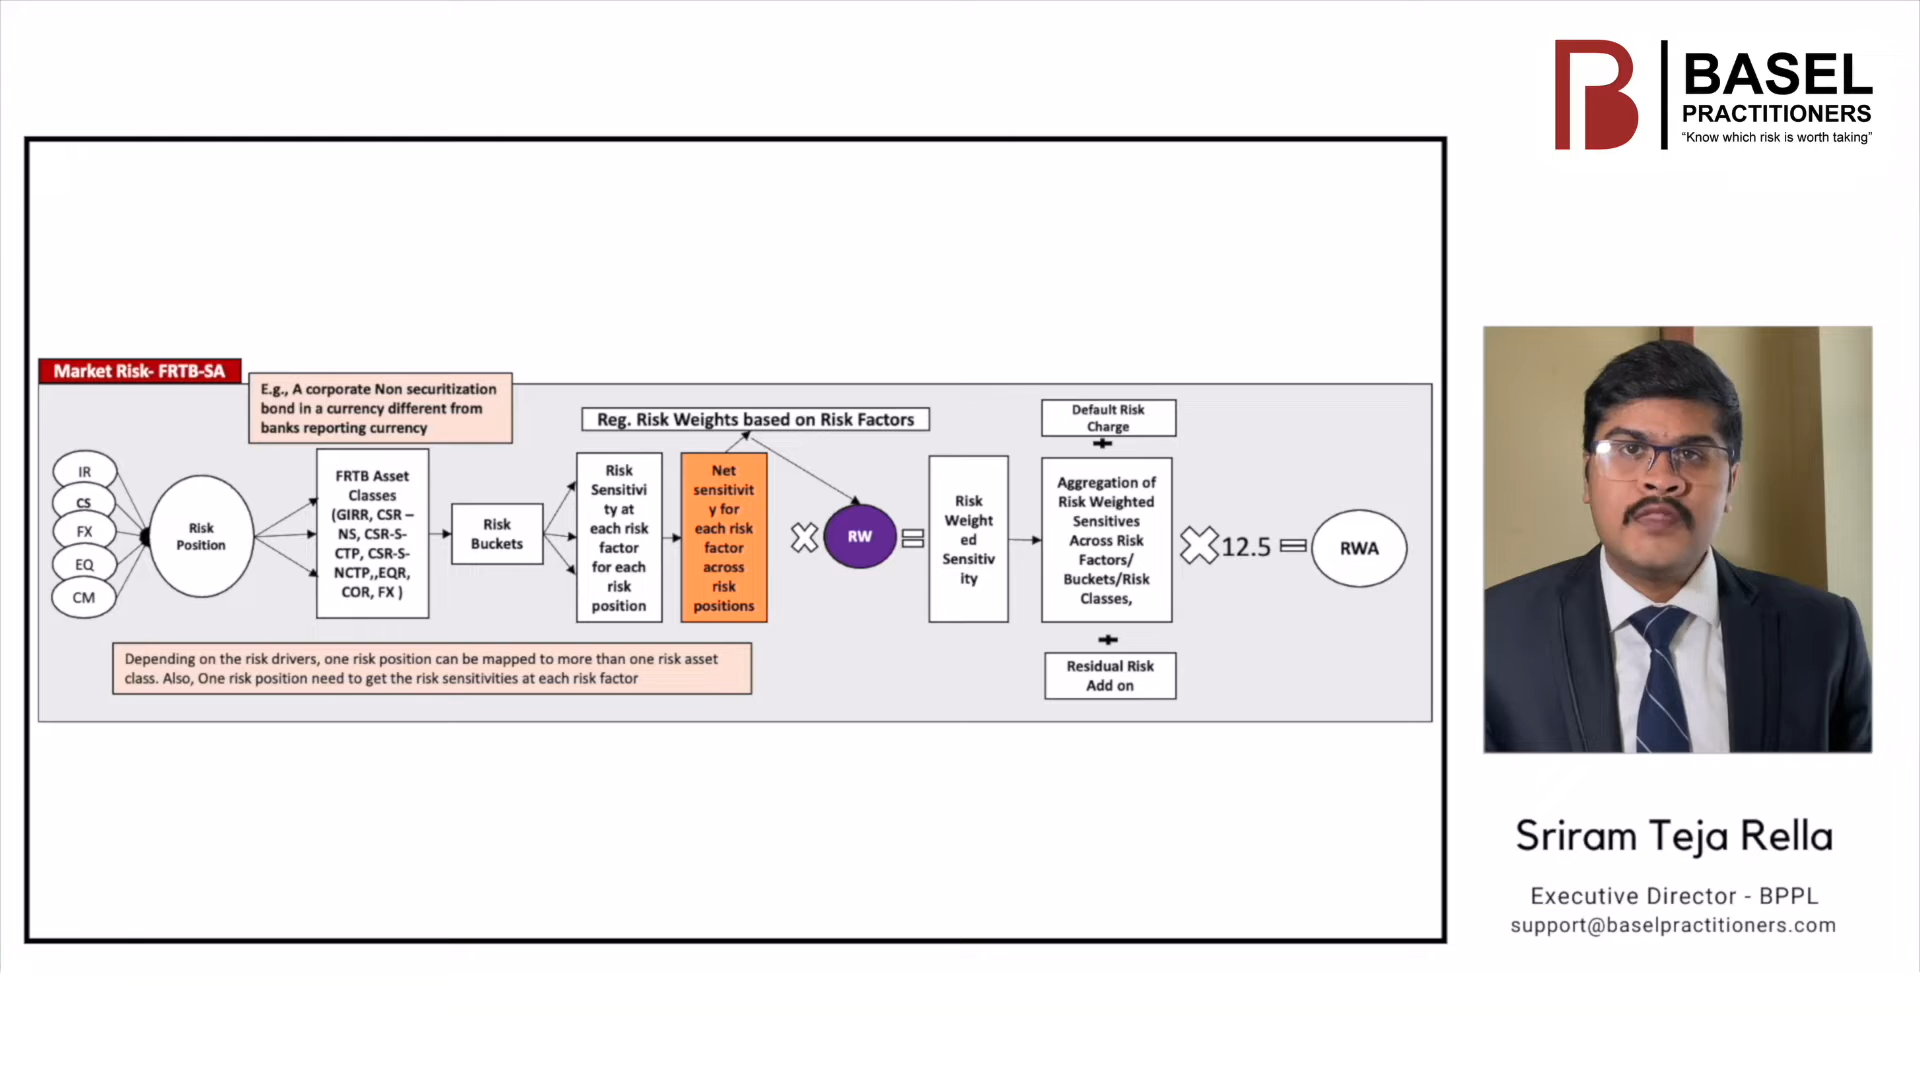 BASEL
PRACTITIONERS
“Know which risk is worth taking”
Market Risk- FRTB-SA
E.g., A corporate Non securitization
bond in a currency different from
banks reporting currency
Reg. Risk Weights based on Risk Factors
Default Risk
Charge
IR
CS
FX
EQ
CM
Risk
Position
FRTB Asset
Classes
(GIRR, CSR –
NS, CSR-S-
CTP, CSR-S-
NCTP,,EQR,
COR, FX )
Risk
Buckets
Risk
Sensitivi
ty at
each risk
factor
for each
risk
position
Net
sensitivit
y for
each risk
factor
across
risk
positions
RW
Risk
Weight
ed
Sensitiv
ity
Aggregation of
Risk Weighted
Sensitives
Across Risk
Factors/
Buckets/Risk
Classes,
12.5
RWA
Depending on the risk drivers, one risk position can be mapped to more than one risk asset
class. Also, One risk position need to get the risk sensitivities at each risk factor
Residual Risk
Add on
Sriram Teja Rella
Executive Director - BPPL
support@baselpractitioners.com